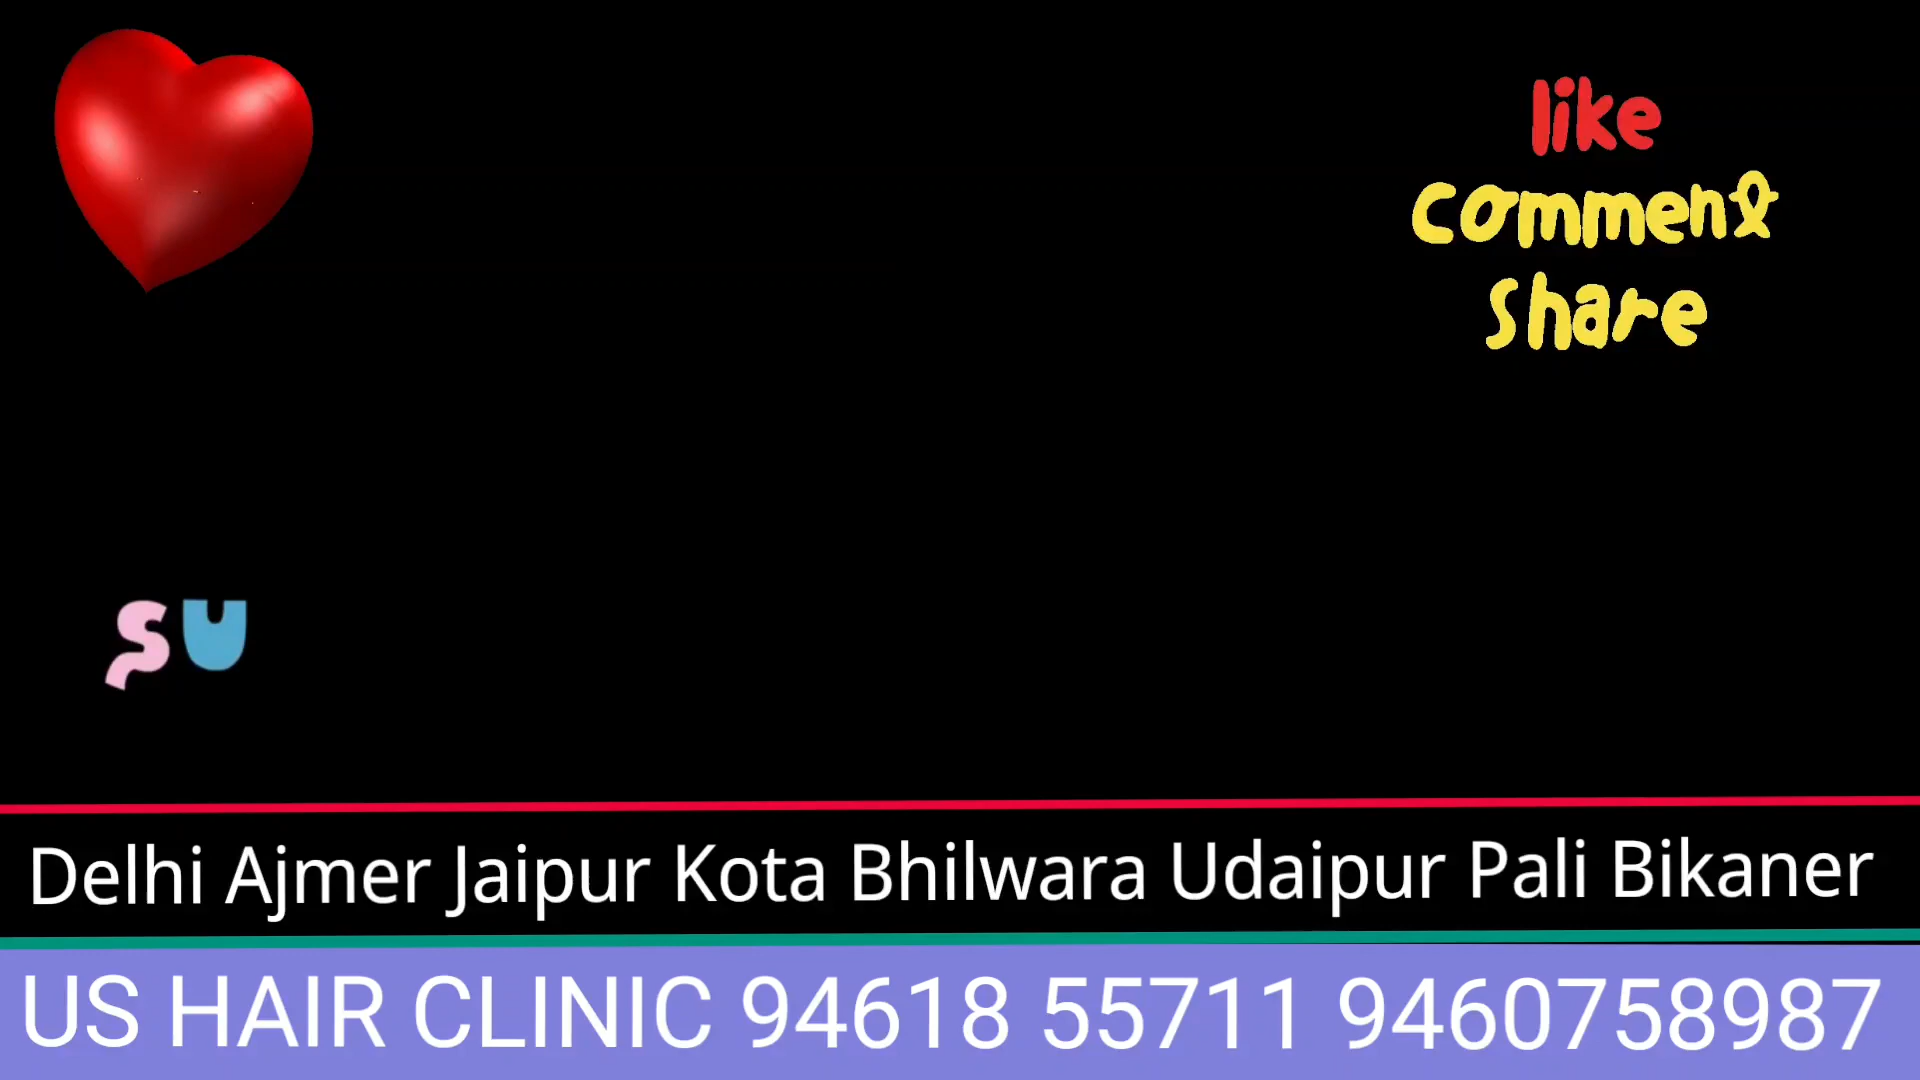 like
comment
share
SU
Delhi Ajmer Jaipur Kota Bhilwara Udaipur Pali Bikaner
US HAIR CLINIC 94618 55711 9460758987